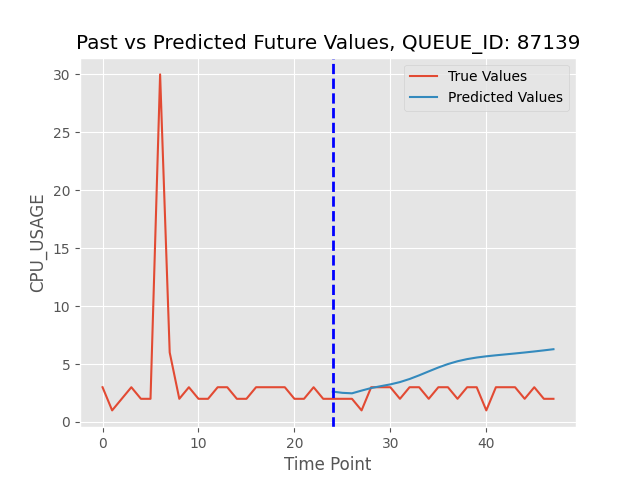 Past vs Predicted Future Values, QUEUE_ID: 87139
True Values
Predicted Values
30
25
20
15
10
5
0
CPU_USAGE
0 10 20 30 40
Time Point